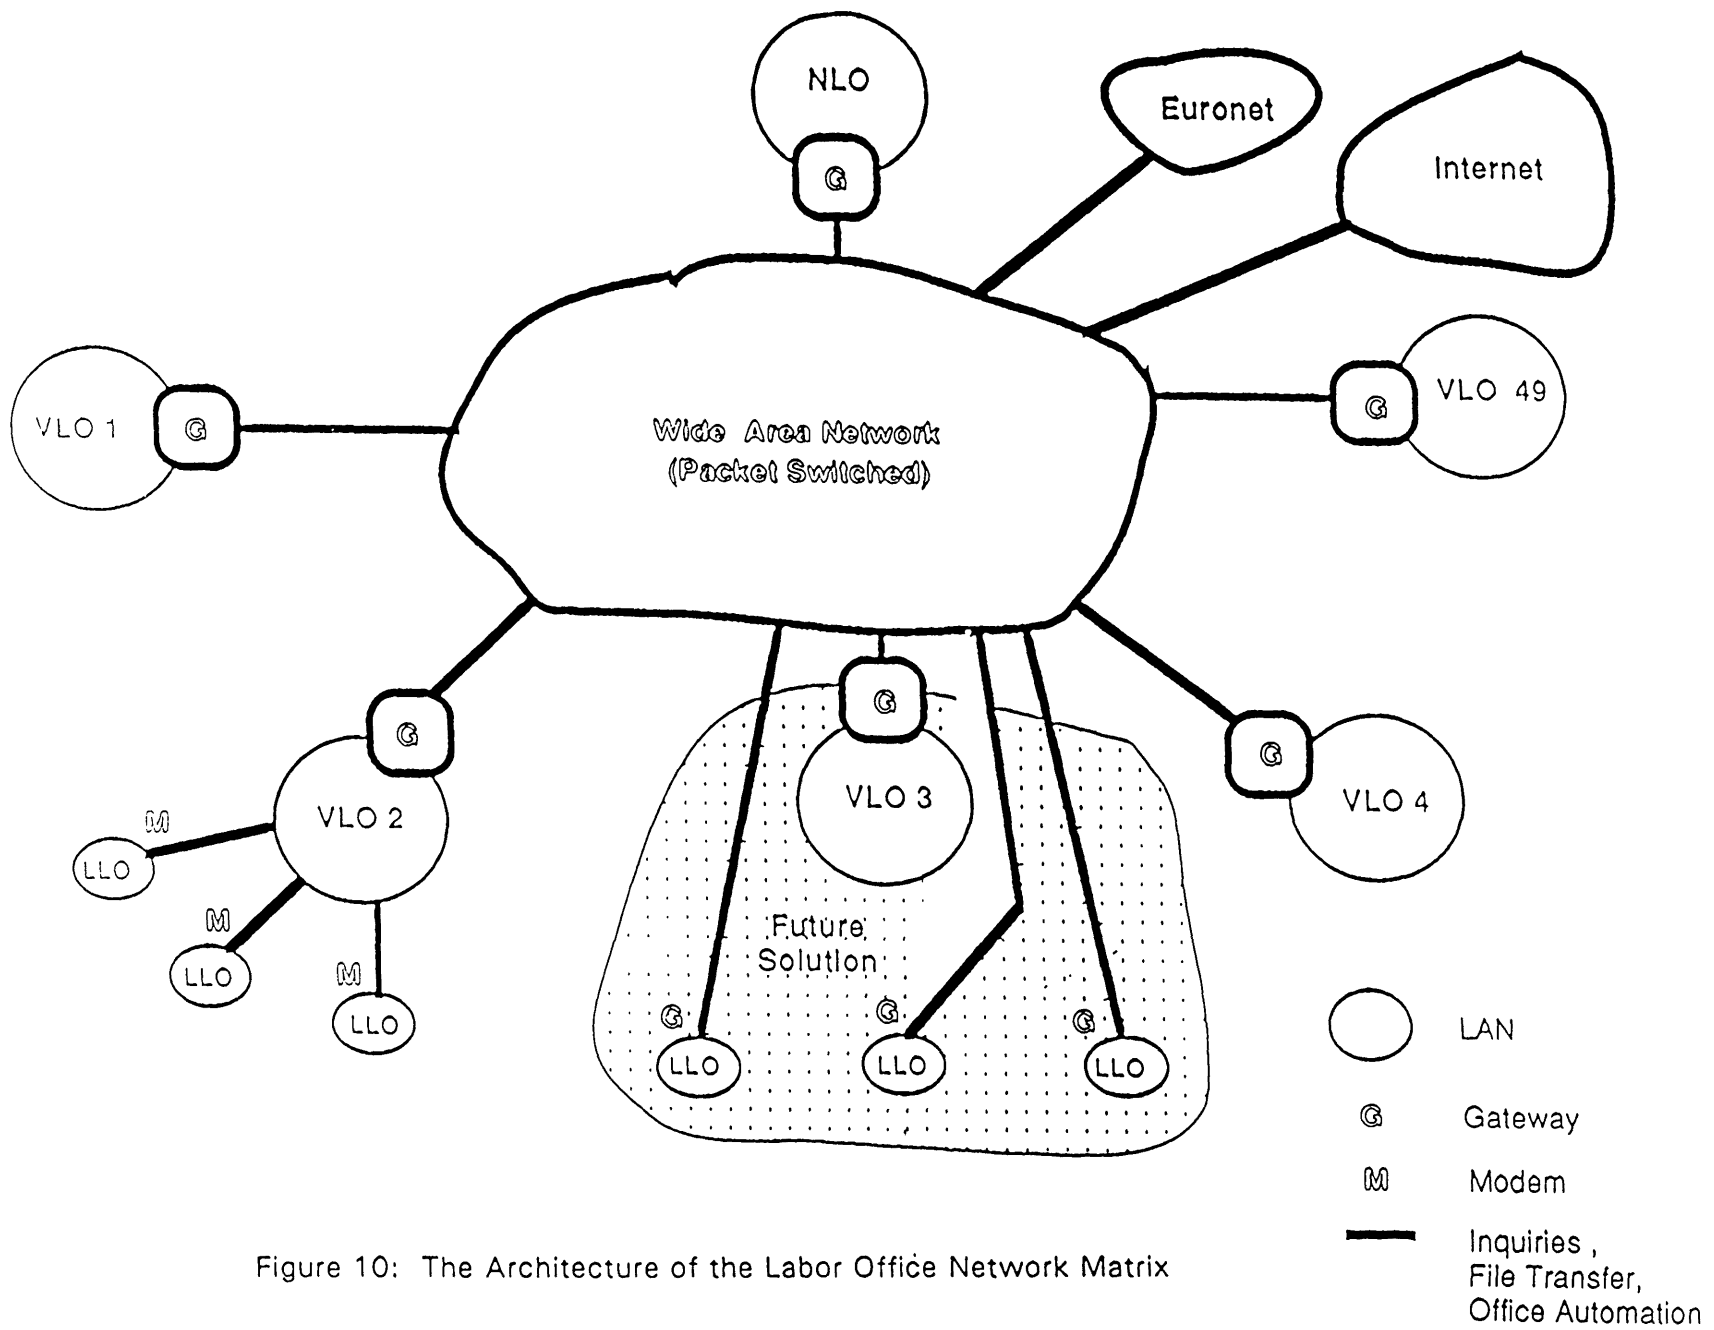 NLO
G
Euronet
Internet
VLO 1
G
Wide Area Network
(Packet Switched)
G
VLO 49
G
VLO 2
M
LLO
M
LLO
M
LLO
G
VLO 3
Future
Solution
G
LLO
G
LLO
G
LLO
G
VLO 4
LAN
G Gateway
M Modem
Inquiries ,
File Transfer,
Office Automation
Figure 10: The Architecture of the Labor Office Network Matrix